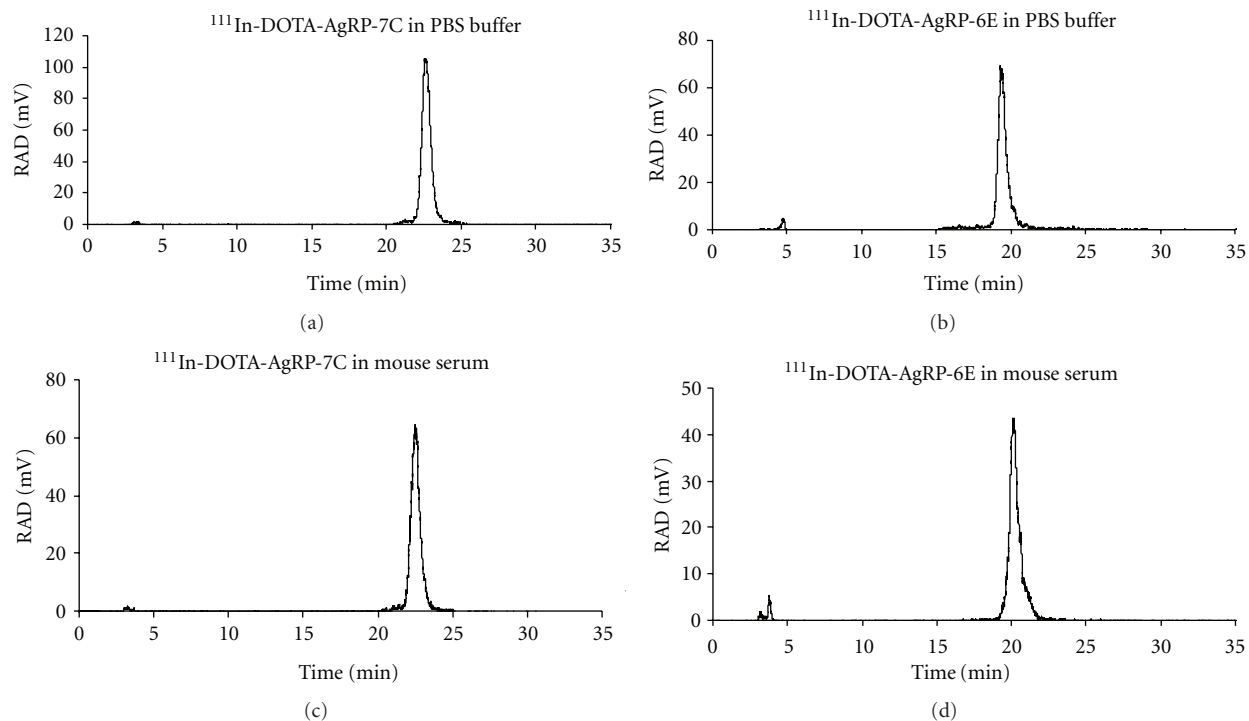 ¹¹¹In-DOTA-AgRP-7C in PBS buffer
RAD (mV)
120
100
80
60
40
20
0
0 5 10 15 20 25 30 35
Time (min)
(a)
¹¹¹In-DOTA-AgRP-6E in PBS buffer
RAD (mV)
80
60
40
20
0
0 5 10 15 20 25 30 35
Time (min)
(b)
¹¹¹In-DOTA-AgRP-7C in mouse serum
RAD (mV)
80
60
40
20
0
0 5 10 15 20 25 30 35
Time (min)
(c)
¹¹¹In-DOTA-AgRP-6E in mouse serum
RAD (mV)
50
40
30
20
10
0
0 5 10 15 20 25 30 35
Time (min)
(d)